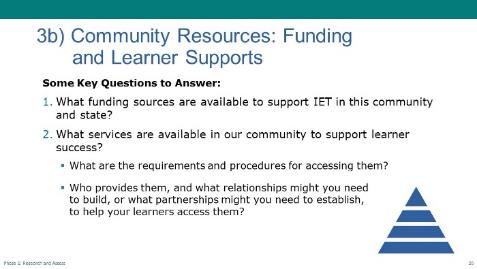 3b) Community Resources: Funding
and Learner Supports
Some Key Questions to Answer:
1. What funding sources are available to support IET in this community
and state?
2. What services are available in our community to support learner
success?
▪ What are the requirements and procedures for accessing them?
▪ Who provides them, and what relationships might you need
to build, or what partnerships might you need to establish,
to help your learners access them?
Research and Assess